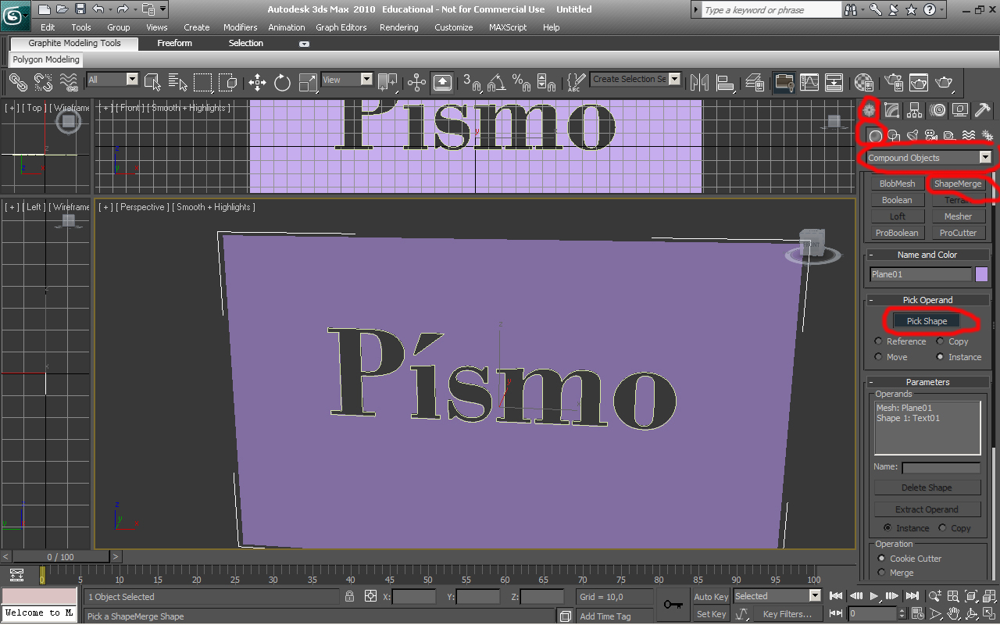 Autodesk 3ds Max 2010 Educational - Not for Commercial Use Untitled
Type a keyword or phrase
Edit Tools Group Views Create Modifiers Animation Graph Editors Rendering Customize MAXScript Help
Graphite Modeling Tools Freeform Selection
Polygon Modeling
All View 3 % ABC Create Selection Se
[ + ] [ Top ] [ Wireframe
[ + ] [ Front ] [ Smooth + Highlights ]
Písmo
Compound Objects
BlobMesh ShapeMerge
Boolean Terrain
Loft Mesher
ProBoolean ProCutter
[ + ] [ Left ] [ Wireframe
[ + ] [ Perspective ] [ Smooth + Highlights ]
FRONT
Písmo
- Name and Color
Plane01
- Pick Operand
Pick Shape
Reference Copy
Move Instance
- Parameters
Operands
Mesh: Plane01
Shape 1: Text01
Name:
Delete Shape
Extract Operand
Instance Copy
Operation
Cookie Cutter
Merge
< 0 / 100 >
0 5 10 15 20 25 30 35 40 45 50 55 60 65 70 75 80 85 90 95 100
1 Object Selected X: Y: Z: Grid = 10,0 Auto Key Selected
Welcome to M. Pick a ShapeMerge Shape Add Time Tag Set Key Key Filters... 0